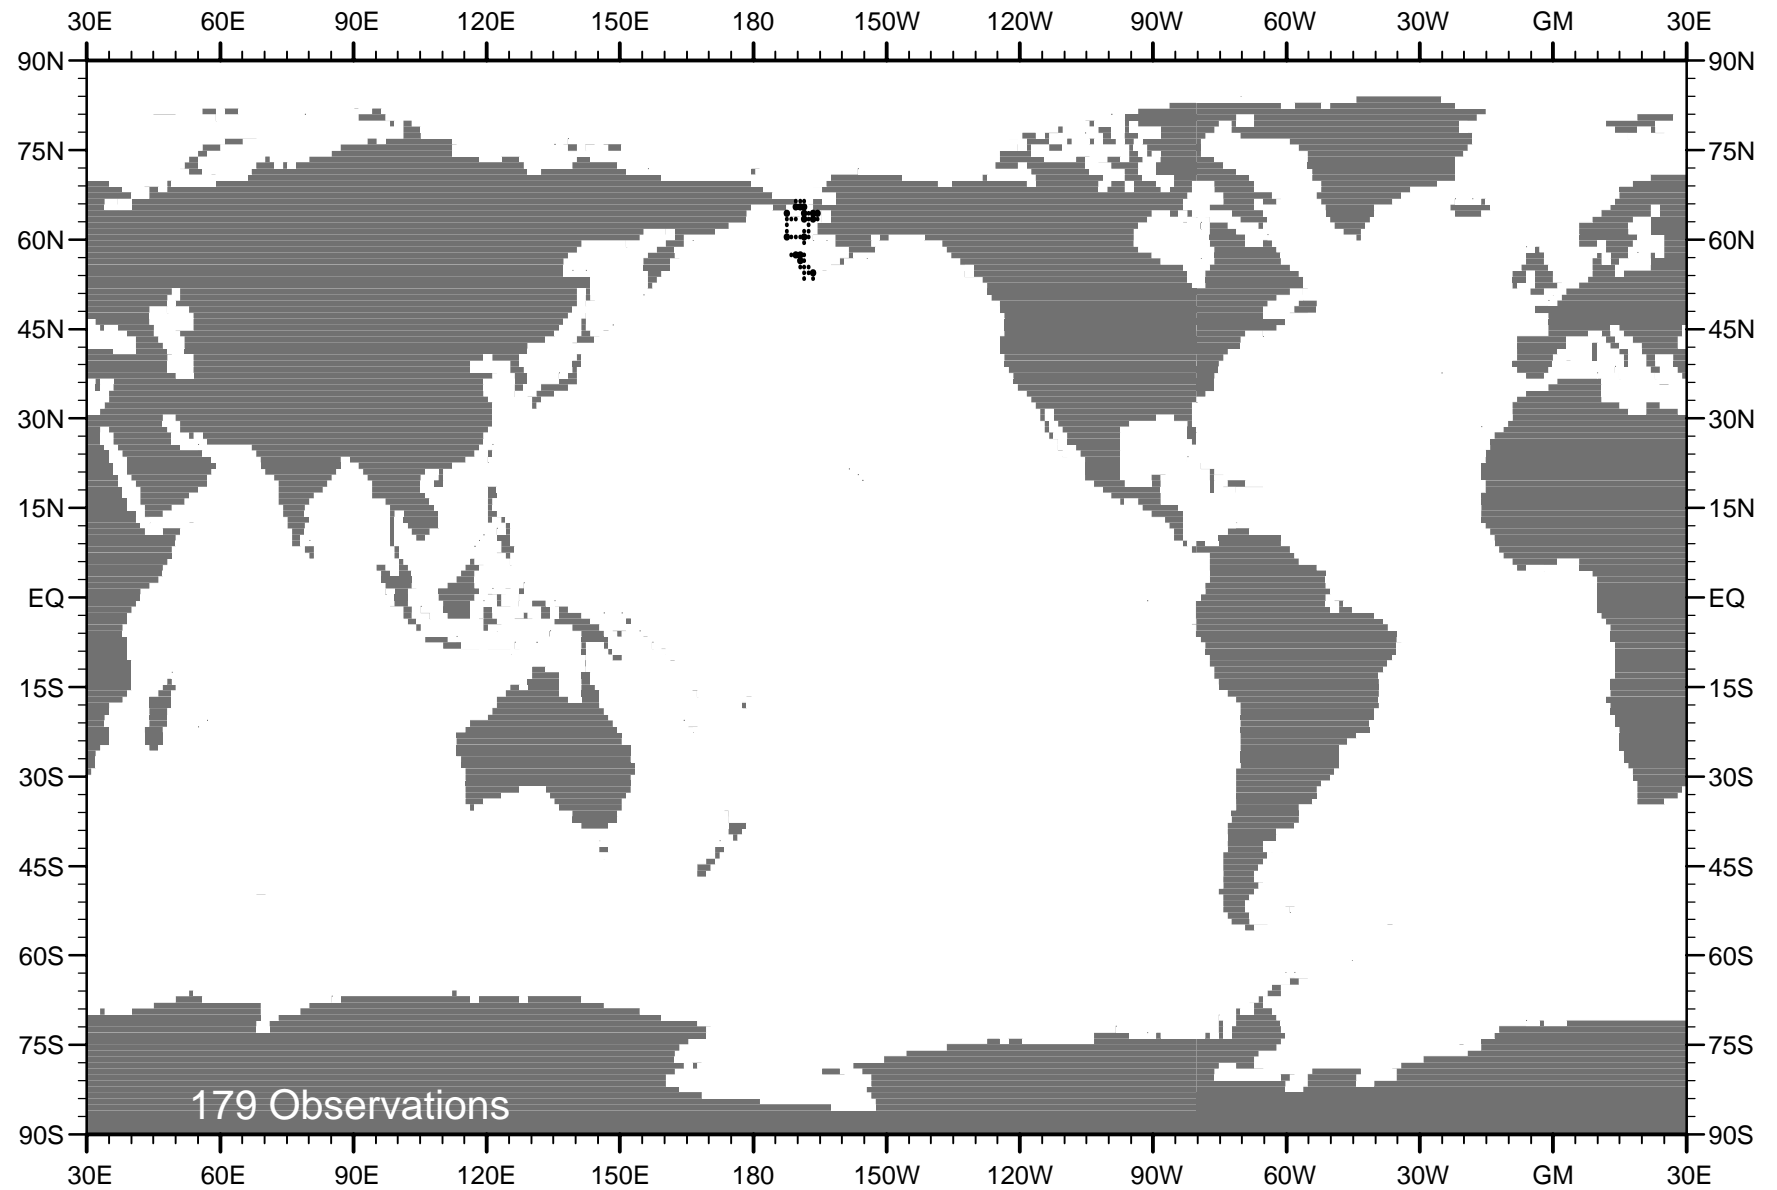 30E 60E 90E 120E 150E 180 150W 120W 90W 60W 30W GM 30E
90N 90N
75N 75N
60N 60N
45N 45N
30N 30N
15N 15N
EQ EQ
15S 15S
30S 30S
45S 45S
60S 60S
75S 75S
179 Observations
90S 90S
30E 60E 90E 120E 150E 180 150W 120W 90W 60W 30W GM 30E